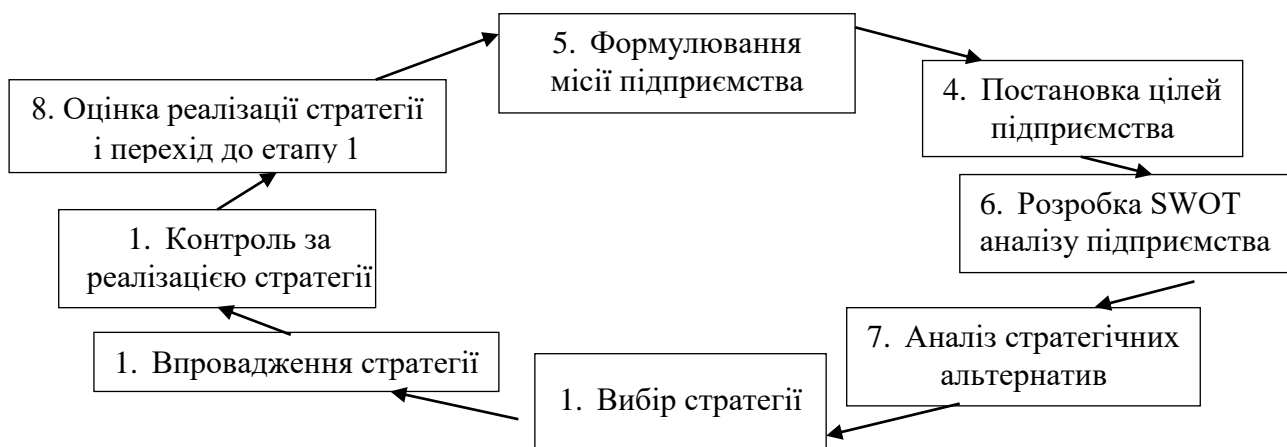 5. Формулювання
місії підприємства
4. Постановка цілей
підприємства
6. Розробка SWOT
аналізу підприємства
7. Аналіз стратегічних
альтернатив
1. Вибір стратегії
1. Впровадження стратегії
1. Контроль за
реалізацією стратегії
8. Оцінка реалізації стратегії
і перехід до етапу 1